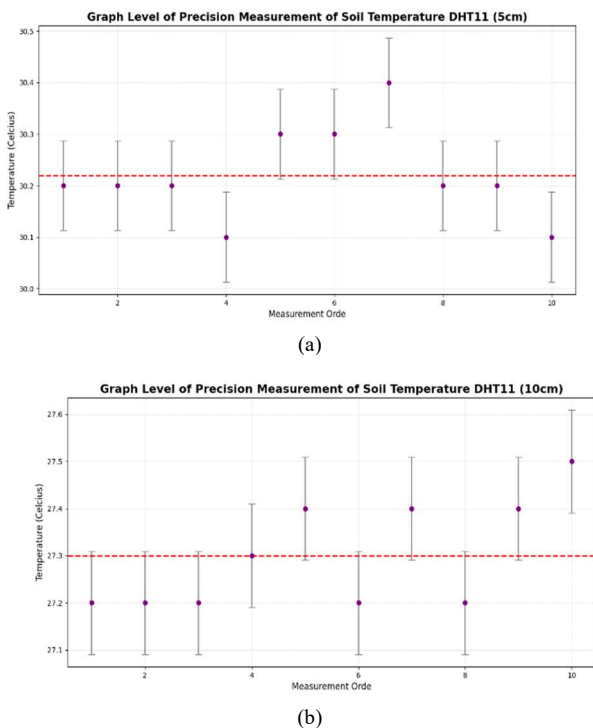 Graph Level of Precision Measurement of Soil Temperature DHT11 (5cm)
30.5
30.4
30.3
30.2
30.1
30.0
Temperature (Celcius)
2
4
6
8
10
Measurement Orde
(a)
Graph Level of Precision Measurement of Soil Temperature DHT11 (10cm)
27.6
27.5
27.4
27.3
27.2
27.1
Temperature (Celcius)
2
4
6
8
10
Measurement Orde
(b)